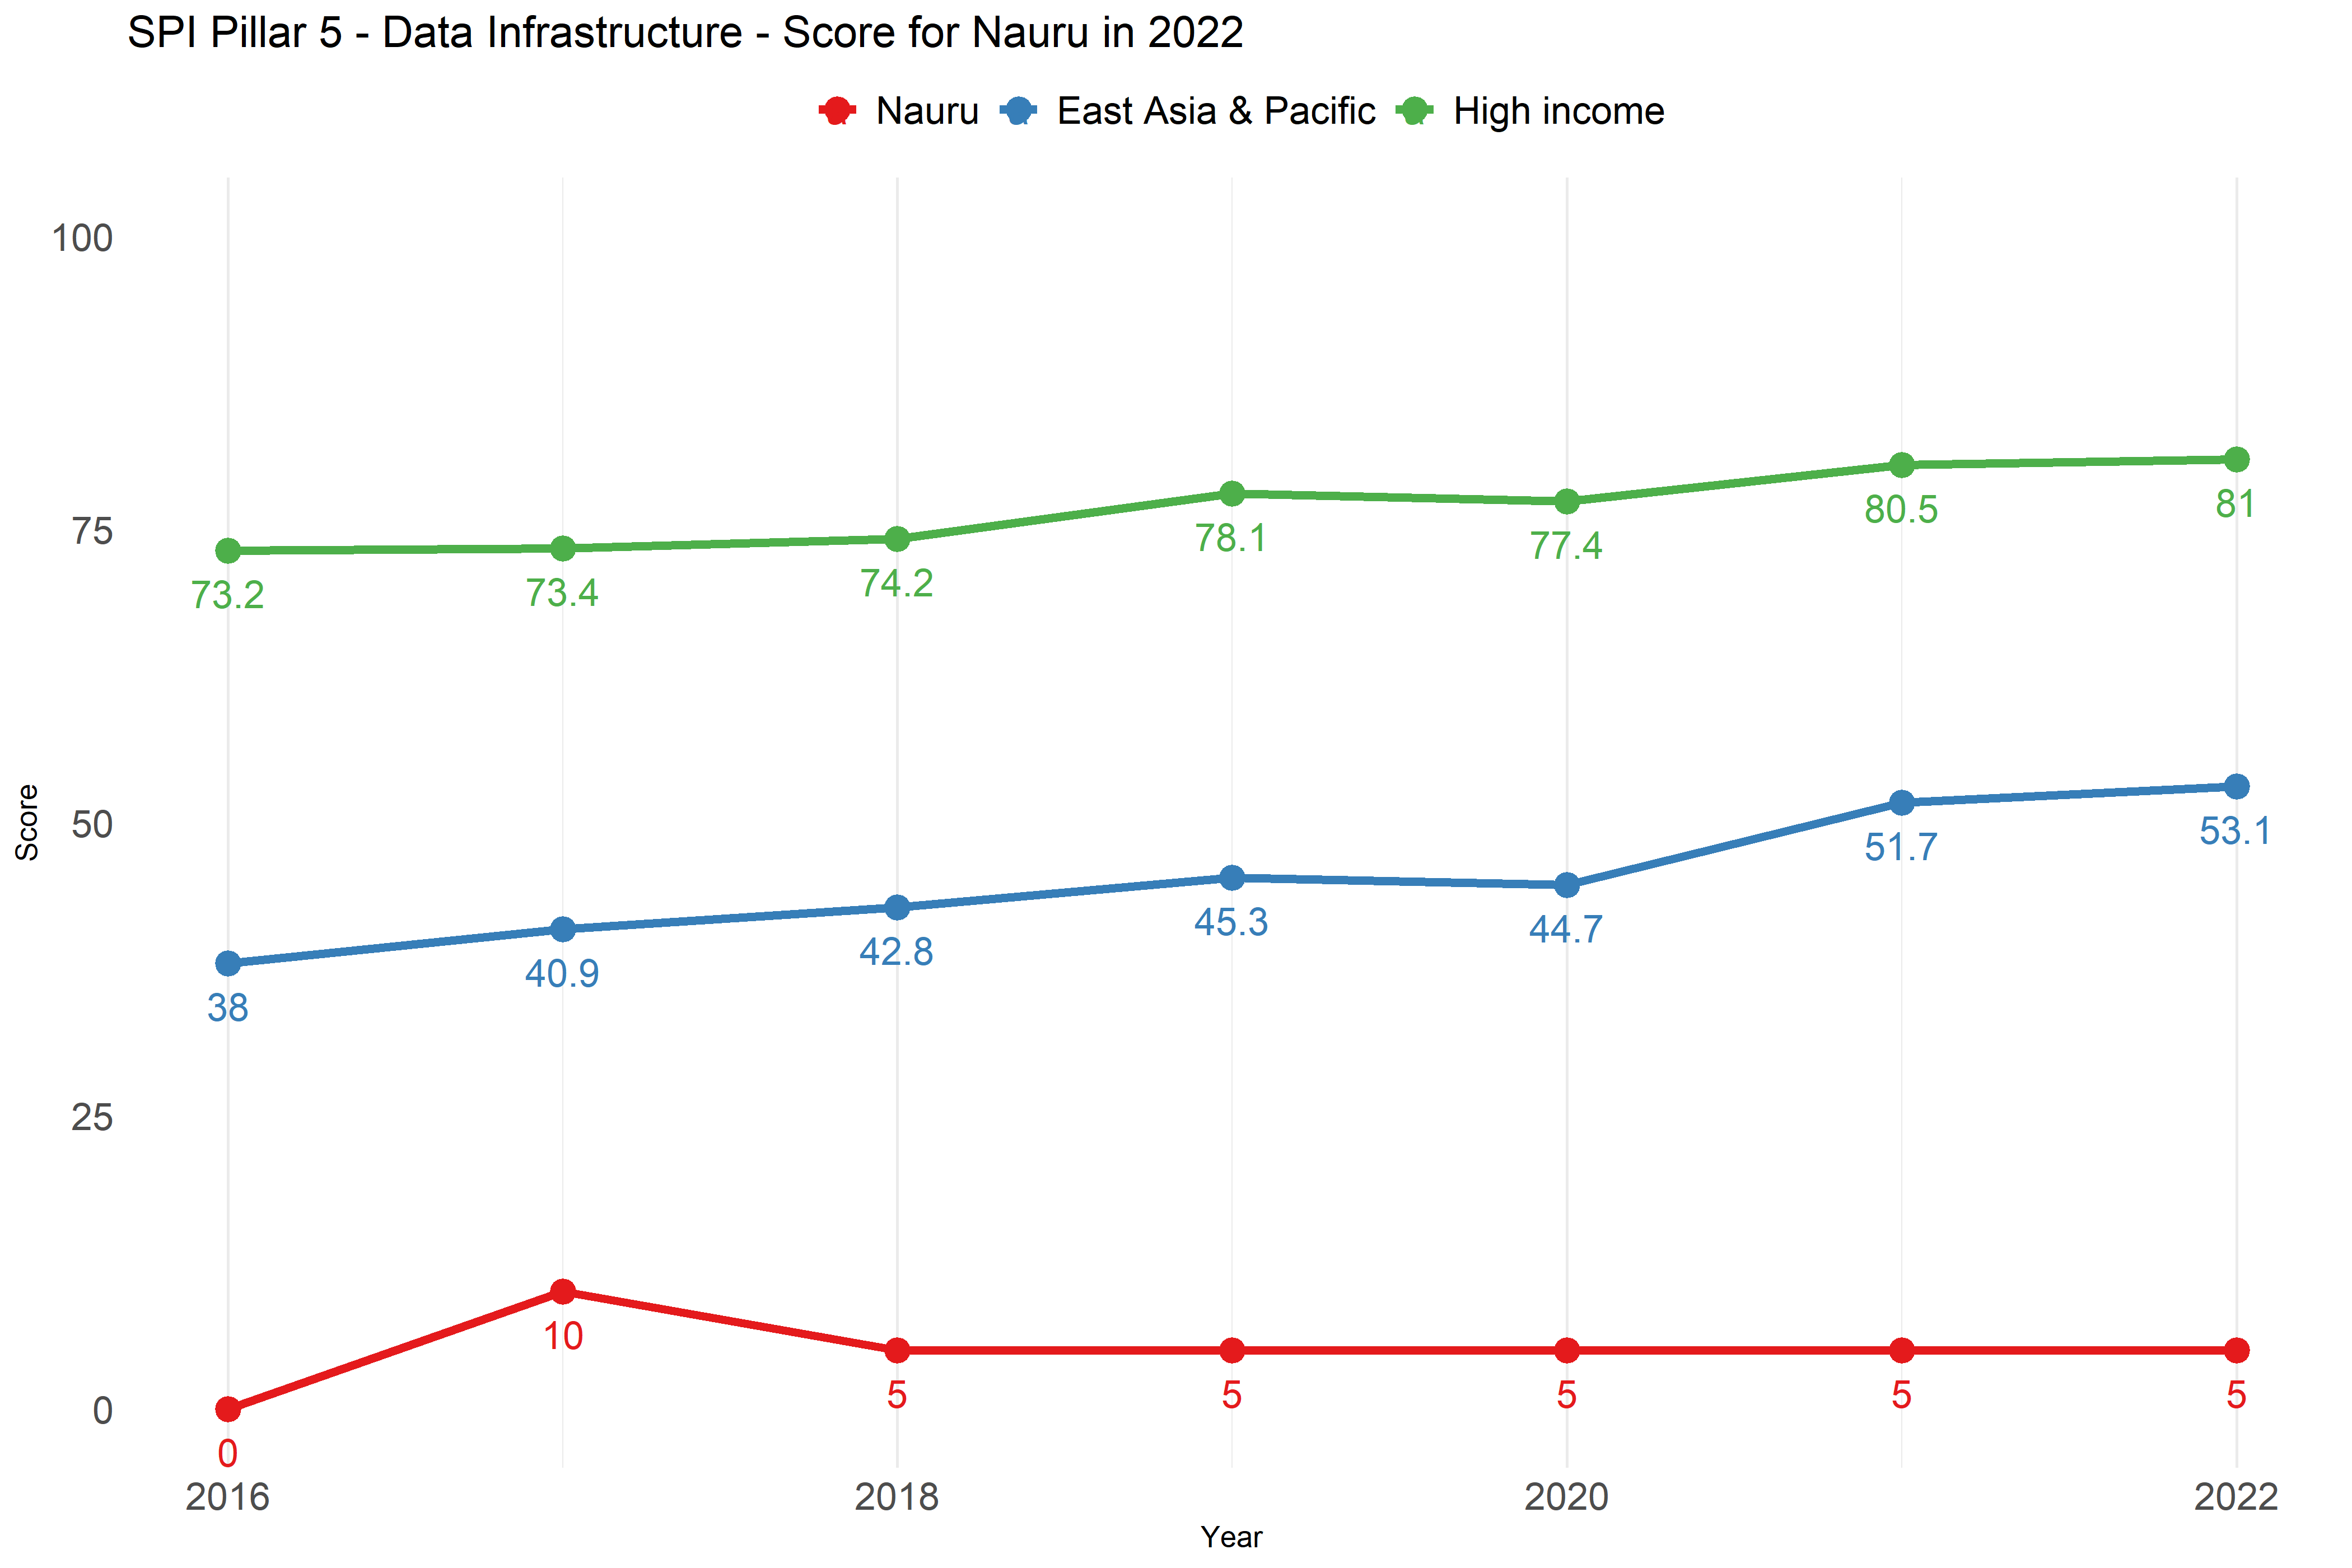 SPI Pillar 5 - Data Infrastructure - Score for Nauru in 2022
Nauru East Asia & Pacific High income
100
75
50
25
0
Score
73.2 73.4 74.2 78.1 77.4 80.5 81
38 40.9 42.8 45.3 44.7 51.7 53.1
0 10 5 5 5 5 5
2016 2018 2020 2022
Year